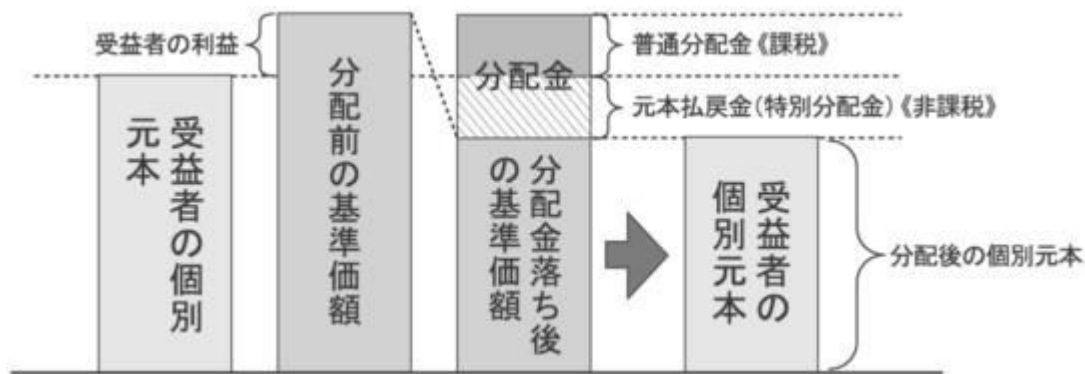 受益者の利益
受益者の個別
元本
分配前の基準価額
分配金
分配金落ち後
の基準価額
普通分配金《課税》
元本払戻金(特別分配金)《非課税》
受益者の
個別元本
分配後の個別元本